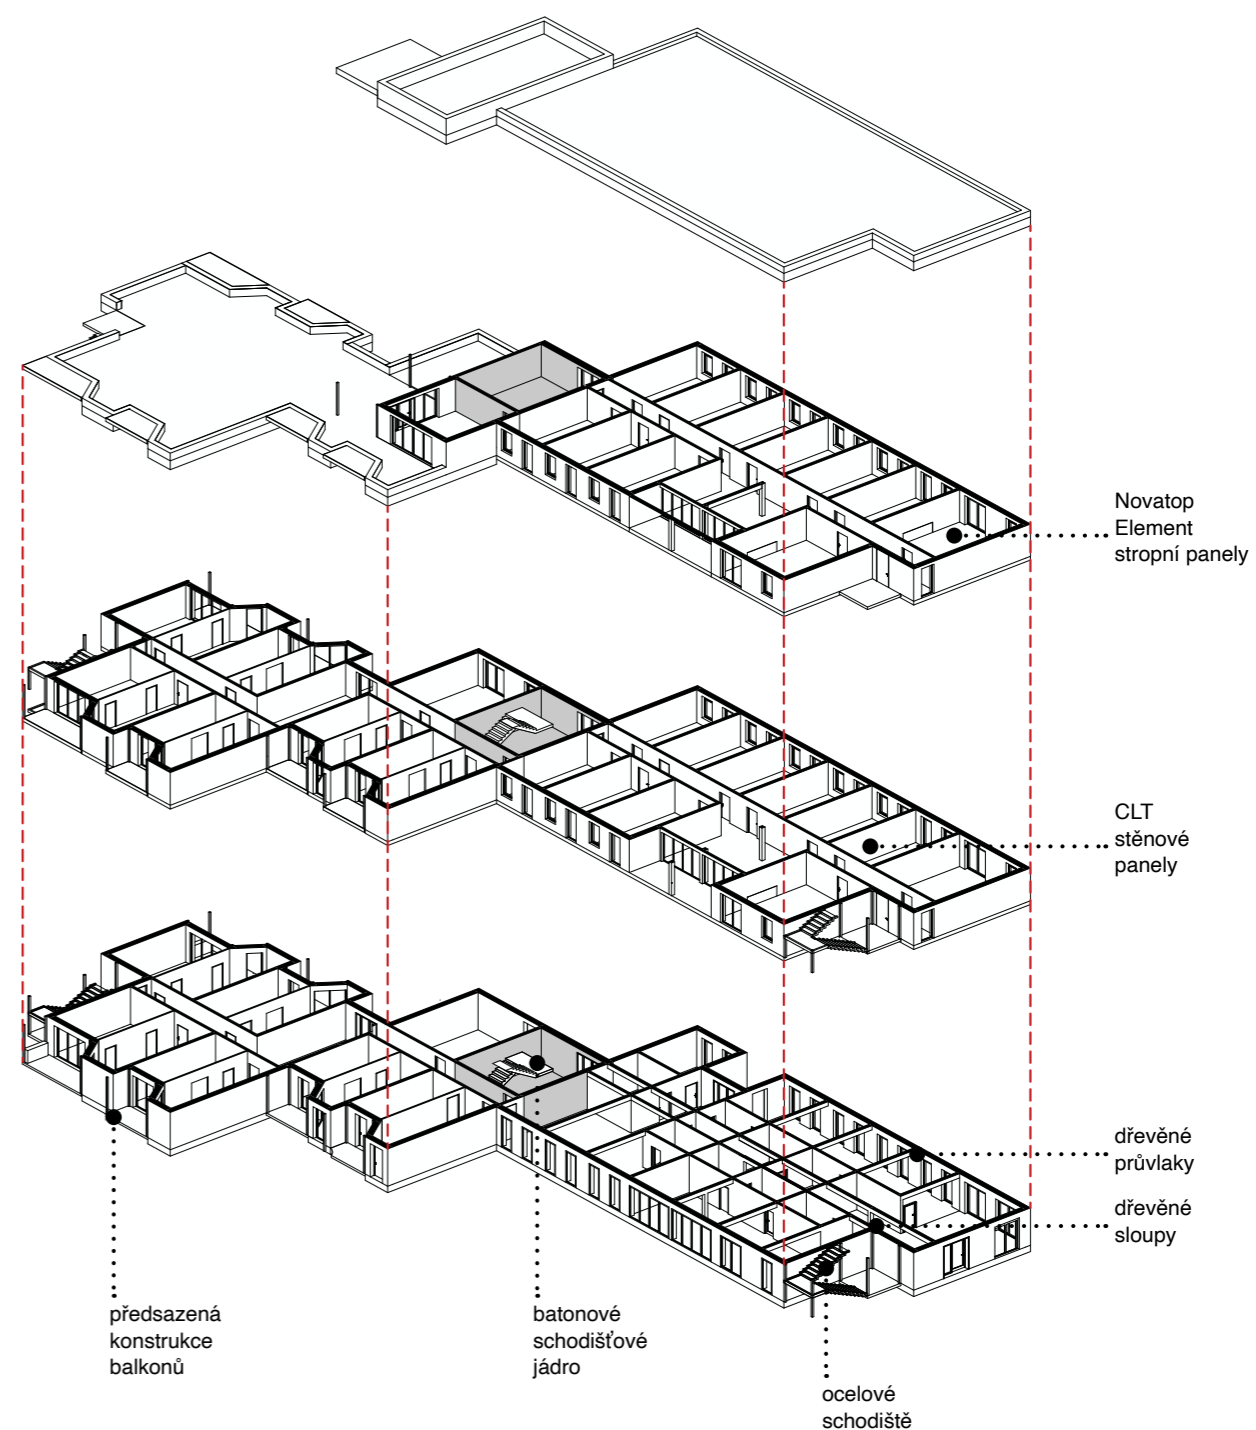 Novatop
Element
stropní panely
CLT
stěnové
panely
dřevěné
průvlaky
dřevěné
sloupy
předsazená
konstrukce
balkonů
batonové
schodišťové
jádro
ocelové
schodiště